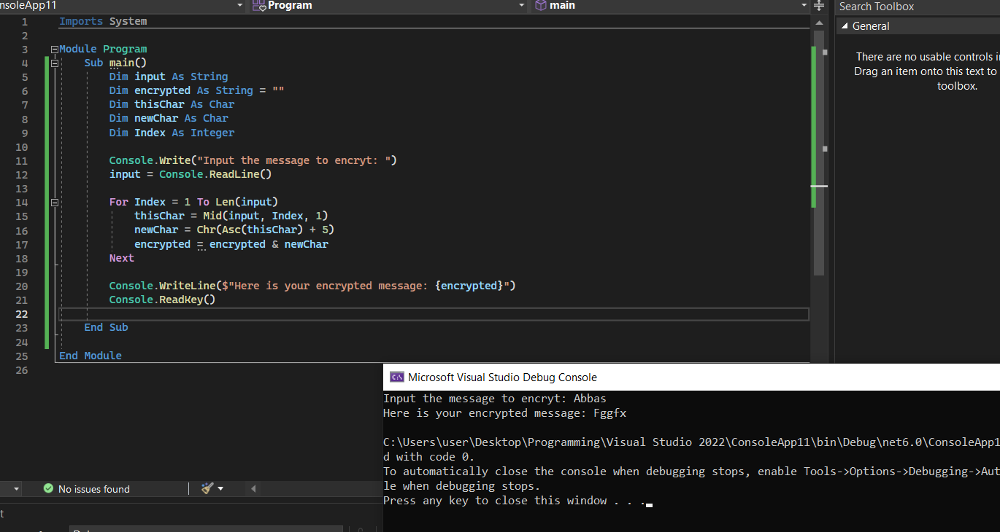 nsoleApp11 Program main
Search Toolbox
General
There are no usable controls i
Drag an item onto this text to
toolbox.
1 Imports System
2
3 Module Program
4 Sub main()
5 Dim input As String
6 Dim encrypted As String = ""
7 Dim thisChar As Char
8 Dim newChar As Char
9 Dim Index As Integer
10
11 Console.Write("Input the message to encryt: ")
12 input = Console.ReadLine()
13
14 For Index = 1 To Len(input)
15 thisChar = Mid(input, Index, 1)
16 newChar = Chr(Asc(thisChar) + 5)
17 encrypted = encrypted & newChar
18 Next
19
20 Console.WriteLine($"Here is your encrypted message: {encrypted}")
21 Console.ReadKey()
22
23 End Sub
24
25 End Module
26
Microsoft Visual Studio Debug Console
Input the message to encryt: Abbas
Here is your encrypted message: Fggfx
C:\Users\user\Desktop\Programming\Visual Studio 2022\ConsoleApp11\bin\Debug\net6.0\ConsoleApp1
d with code 0.
To automatically close the console when debugging stops, enable Tools->Options->Debugging->Aut
le when debugging stops.
Press any key to close this window . . .
No issues found
t